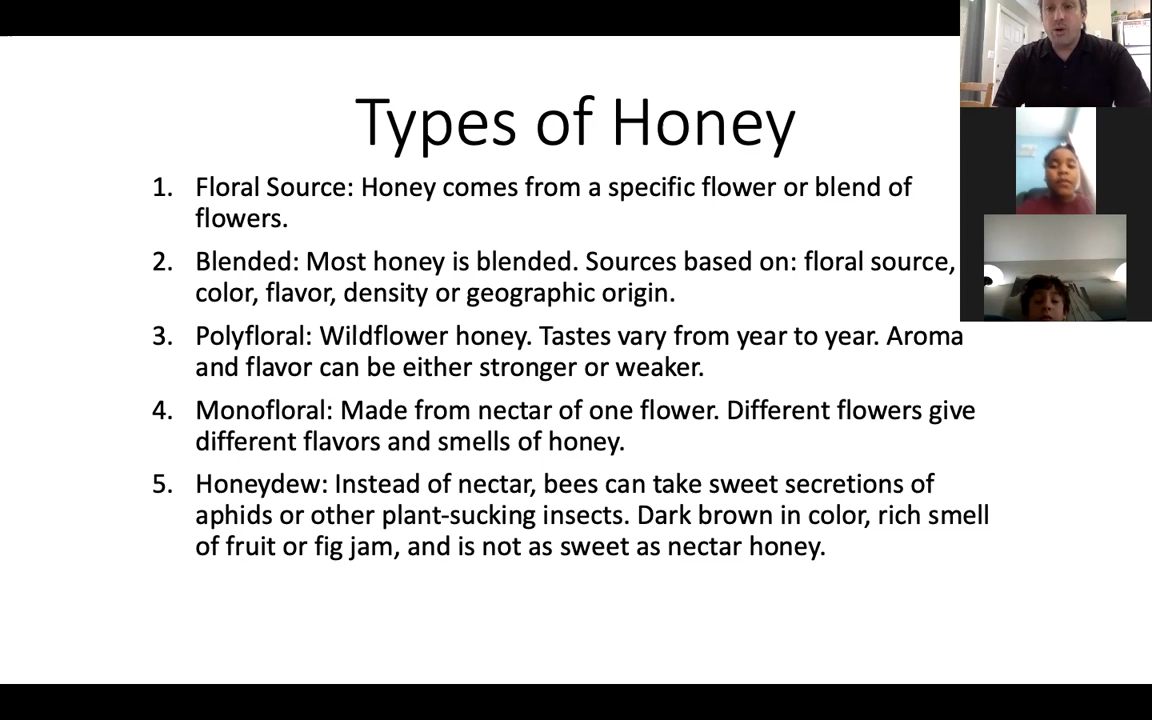 Types of Honey
1. Floral Source: Honey comes from a specific flower or blend of
flowers.
2. Blended: Most honey is blended. Sources based on: floral source,
color, flavor, density or geographic origin.
3. Polyfloral: Wildflower honey. Tastes vary from year to year. Aroma
and flavor can be either stronger or weaker.
4. Monofloral: Made from nectar of one flower. Different flowers give
different flavors and smells of honey.
5. Honeydew: Instead of nectar, bees can take sweet secretions of
aphids or other plant-sucking insects. Dark brown in color, rich smell
of fruit or fig jam, and is not as sweet as nectar honey.